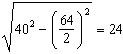 √(40² − (64/2)²) = 24